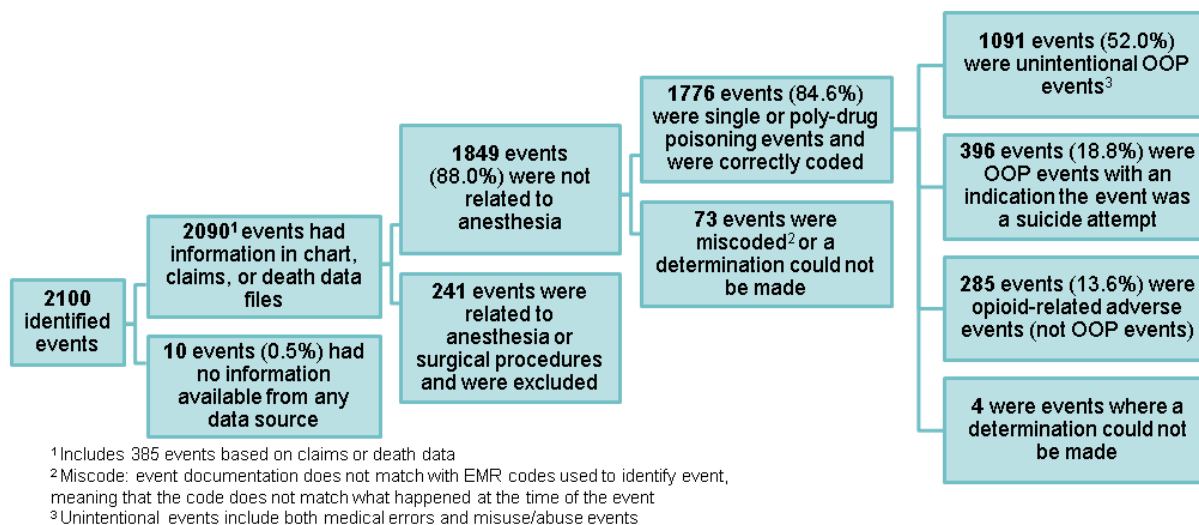 2100
identified
events
2090¹ events had
information in chart,
claims, or death data
files
10 events (0.5%) had
no information
available from any
data source
1849 events
(88.0%) were not
related to
anesthesia
241 events were
related to
anesthesia or
surgical procedures
and were excluded
1776 events (84.6%)
were single or poly-drug
poisoning events and
were correctly coded
73 events were
miscoded² or a
determination could not
be made
1091 events (52.0%)
were unintentional OOP
events³
396 events (18.8%) were
OOP events with an
indication the event was
a suicide attempt
285 events (13.6%) were
opioid-related adverse
events (not OOP events)
4 were events where a
determination could not
be made
¹ Includes 385 events based on claims or death data
² Miscode: event documentation does not match with EMR codes used to identify event,
meaning that the code does not match what happened at the time of the event
³ Unintentional events include both medical errors and misuse/abuse events